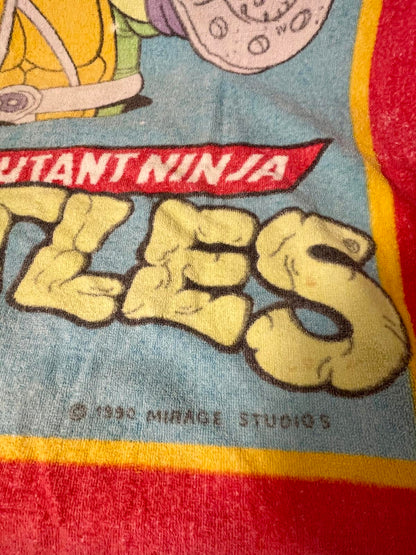 UTANT NINJA
TLES
© 1990 MIRAGE STUDIOS